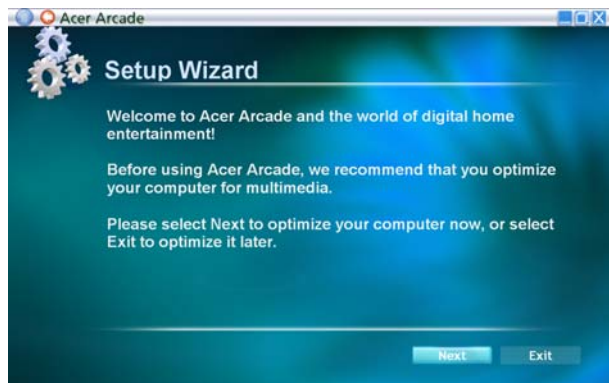 Acer Arcade
Setup Wizard
Welcome to Acer Arcade and the world of digital home
entertainment!
Before using Acer Arcade, we recommend that you optimize
your computer for multimedia.
Please select Next to optimize your computer now, or select
Exit to optimize it later.
Next Exit